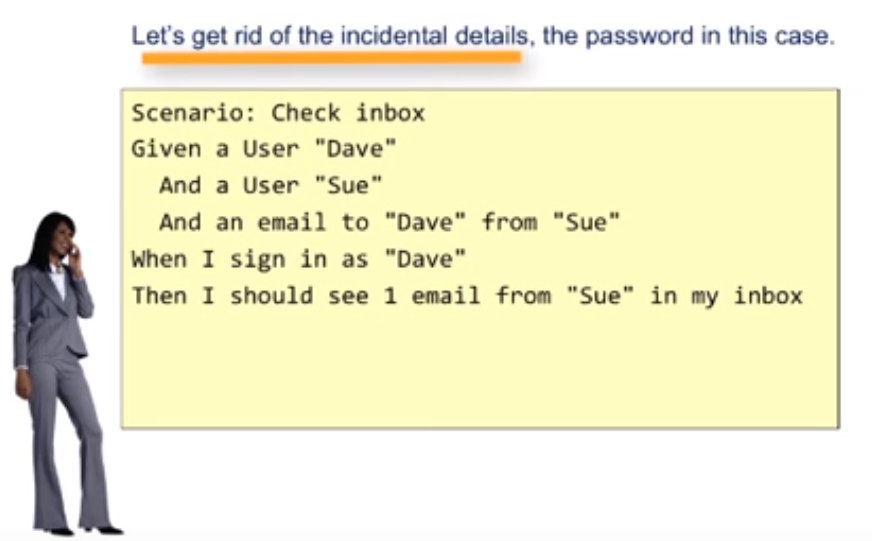 Let's get rid of the incidental details, the password in this case.
Scenario: Check inbox
Given a User "Dave"
And a User "Sue"
And an email to "Dave" from "Sue"
When I sign in as "Dave"
Then I should see 1 email from "Sue" in my inbox